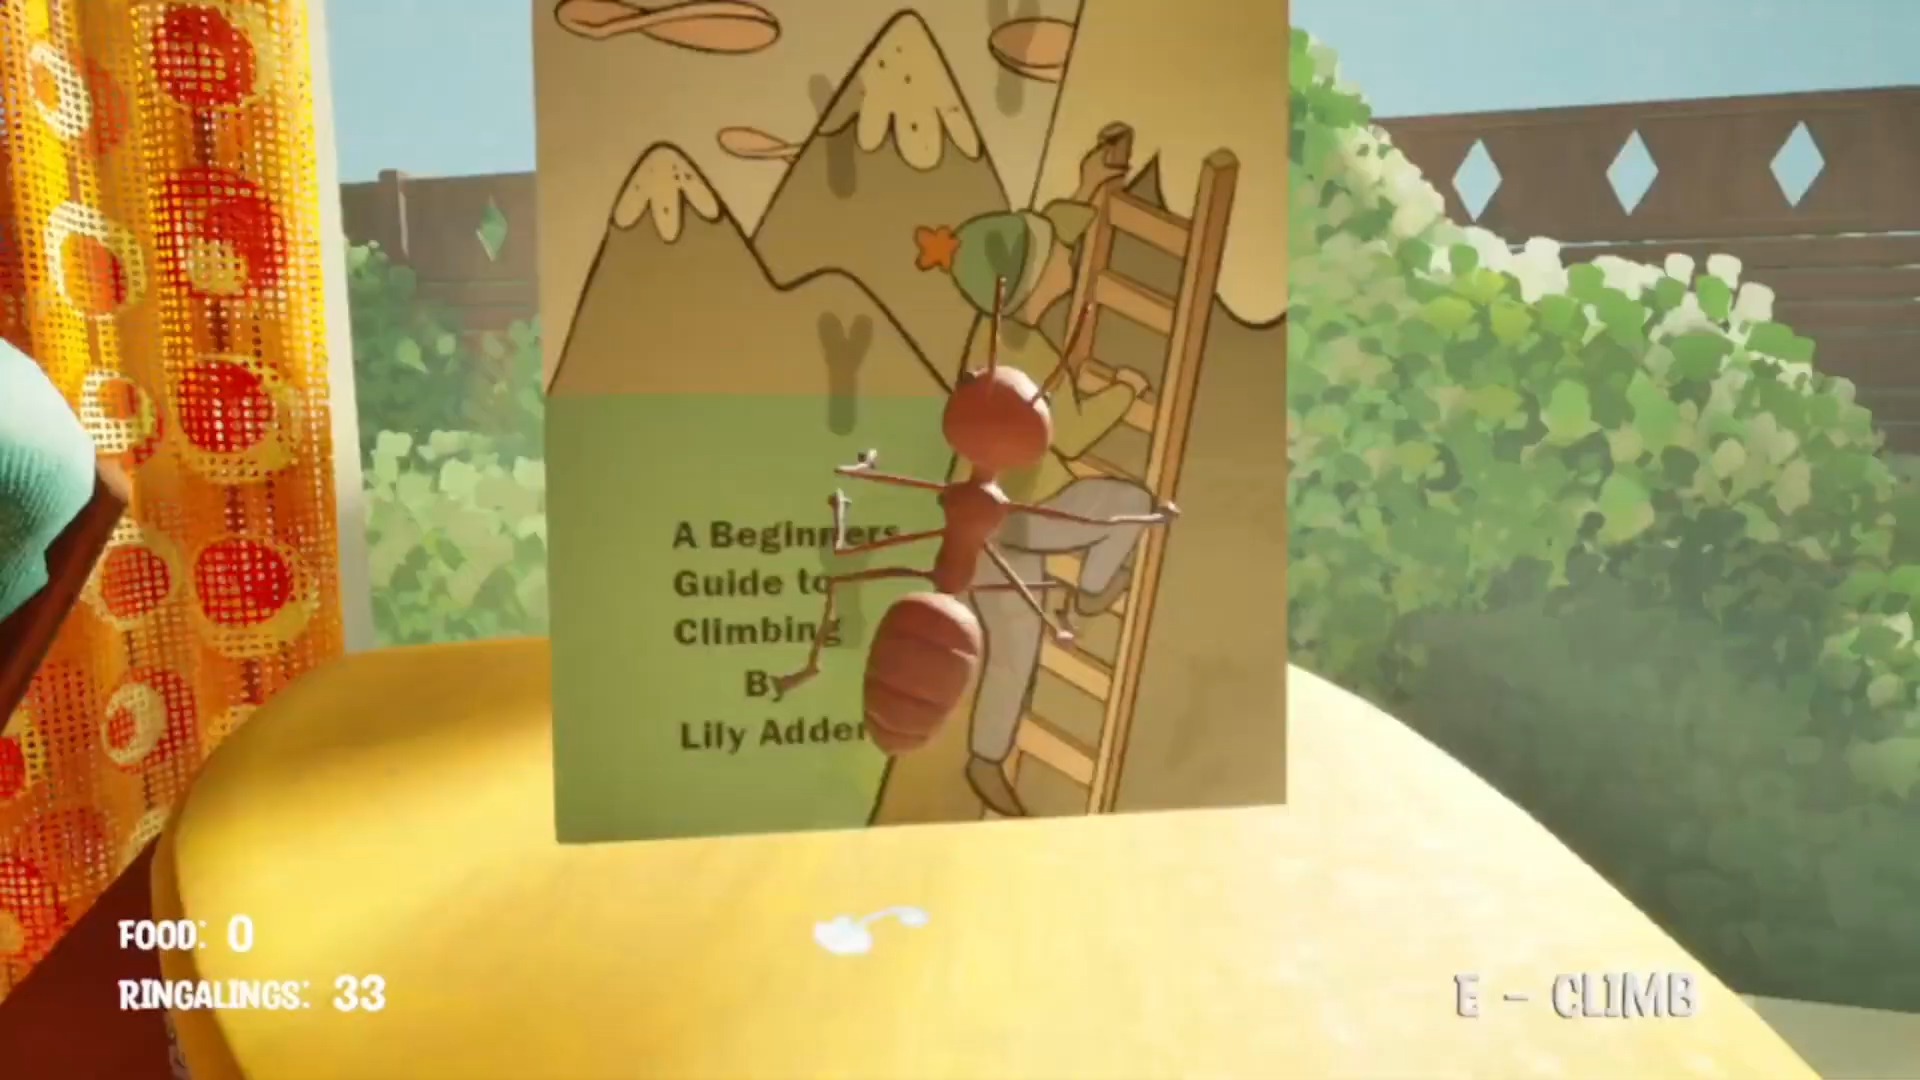 A Beginners
Guide to
Climbing
By
Lily Adder
FOOD: 0
RINGALINGS: 33
E - CLIMB